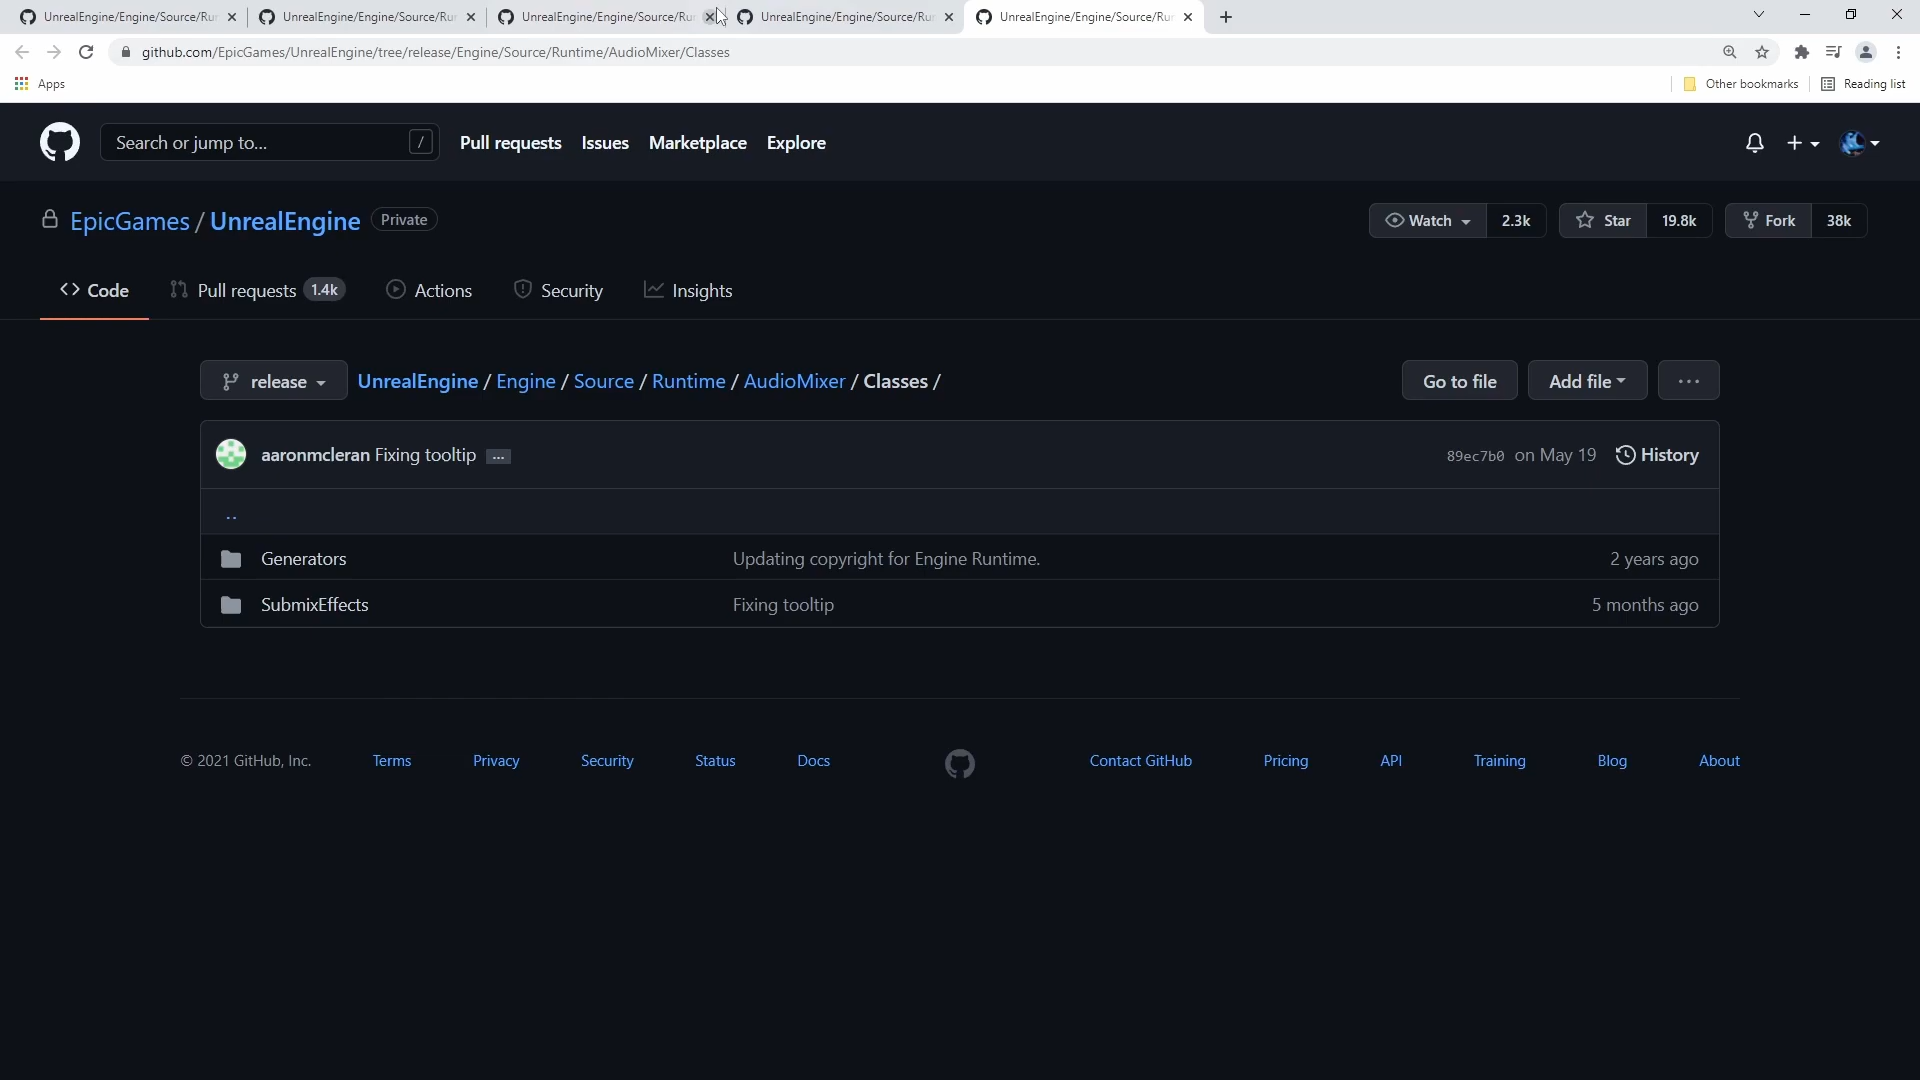 UnrealEngine/Engine/Source/Run
UnrealEngine/Engine/Source/Run
UnrealEngine/Engine/Source/Run
UnrealEngine/Engine/Source/Run
UnrealEngine/Engine/Source/Run
github.com/EpicGames/UnrealEngine/tree/release/Engine/Source/Runtime/AudioMixer/Classes
Apps
Other bookmarks
Reading list
Search or jump to...
/
Pull requests
Issues
Marketplace
Explore
EpicGames / UnrealEngine
Private
Watch
2.3k
Star
19.8k
Fork
38k
Code
Pull requests 1.4k
Actions
Security
Insights
release
UnrealEngine / Engine / Source / Runtime / AudioMixer / Classes /
Go to file
Add file
...
aaronmcleran Fixing tooltip ...
89ec7b0 on May 19
History
..
Generators
Updating copyright for Engine Runtime.
2 years ago
SubmixEffects
Fixing tooltip
5 months ago
© 2021 GitHub, Inc.
Terms
Privacy
Security
Status
Docs
Contact GitHub
Pricing
API
Training
Blog
About